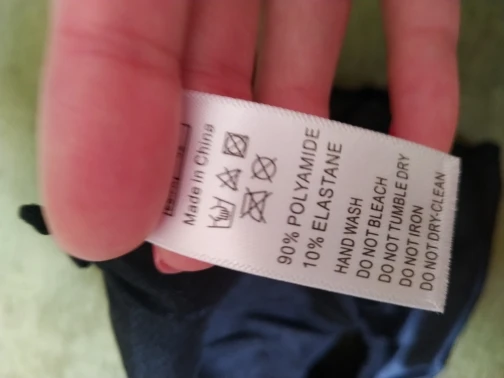 Made in China
90% POLYAMIDE
10% ELASTANE
HAND WASH
DO NOT BLEACH
DO NOT TUMBLE DRY
DO NOT IRON
DO NOT DRY-CLEAN